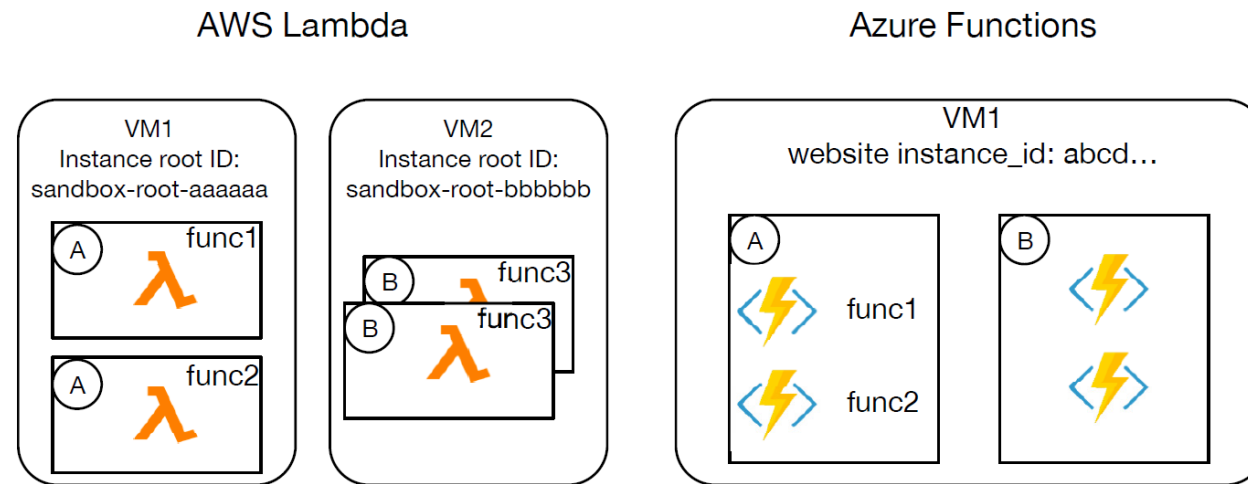 AWS Lambda
Azure Functions
VM1
Instance root ID:
sandbox-root-aaaaaa
A
func1
A
func2
VM2
Instance root ID:
sandbox-root-bbbbbb
B
func3
B
func3
VM1
website instance_id: abcd…
A
func1
func2
B